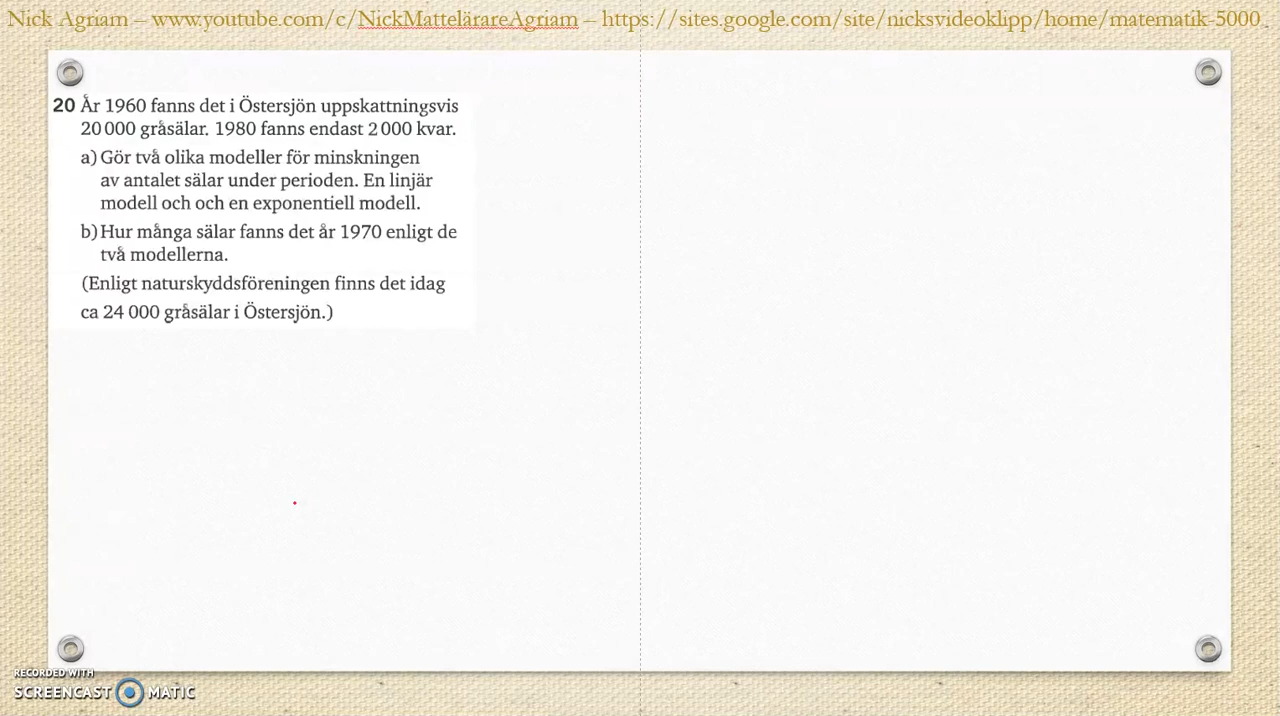 Nick Agriam – www.youtube.com/c/NickMattelärareAgriam – https://sites.google.com/site/nicksvideoklipp/home/matematik-5000
20 År 1960 fanns det i Östersjön uppskattningsvis
20 000 gråsälar. 1980 fanns endast 2 000 kvar.
a) Gör två olika modeller för minskningen
av antalet sälar under perioden. En linjär
modell och och en exponentiell modell.
b) Hur många sälar fanns det år 1970 enligt de
två modellerna.
(Enligt naturskyddsföreningen finns det idag
ca 24 000 gråsälar i Östersjön.)
RECORDED WITH
SCREENCAST MATIC